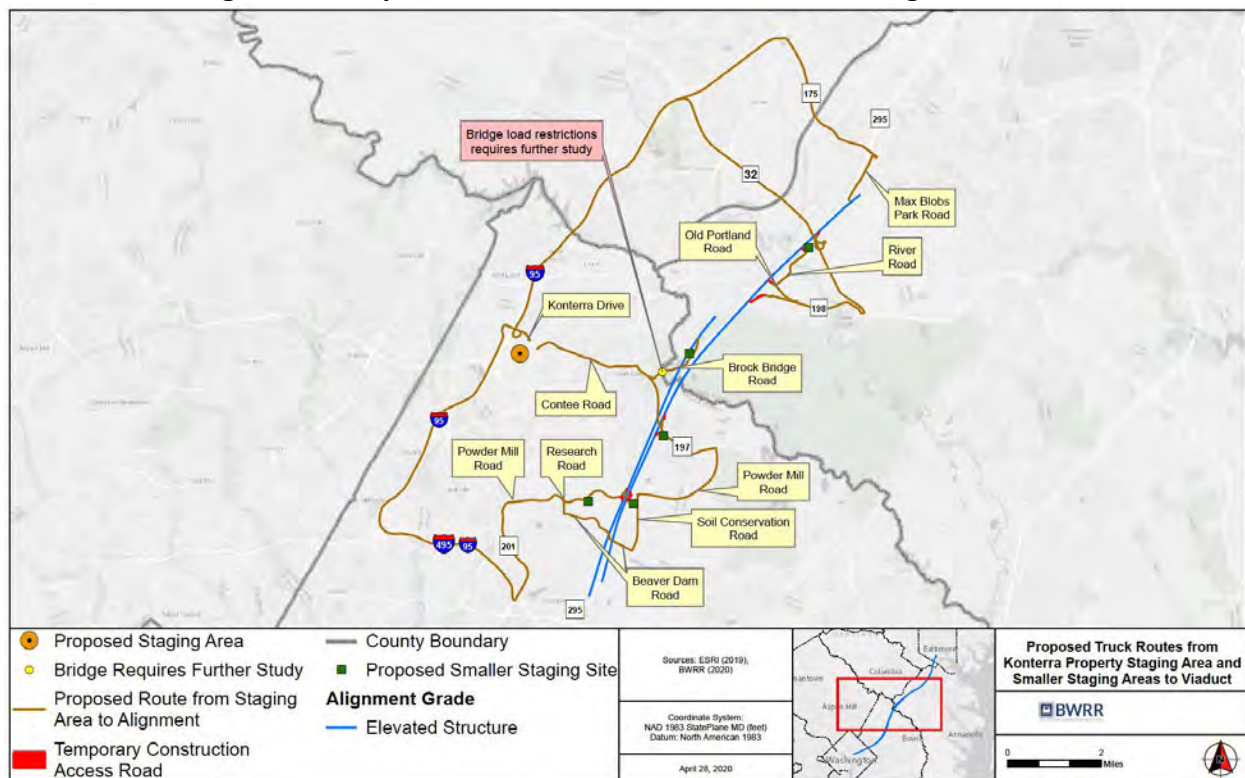 175
295
Bridge load restrictions
requires further study
32
Max Blobs
Park Road
Old Portland
Road
River
Road
95
198
Konterra Drive
Brock Bridge
Road
Contee Road
95
197
Powder Mill
Road
Research
Road
Powder Mill
Road
Soil Conservation
Road
495
95
201
Beaver Dam
Road
295
Proposed Staging Area
Bridge Requires Further Study
Proposed Route from Staging
Area to Alignment
Temporary Construction
Access Road
County Boundary
Proposed Smaller Staging Site
Alignment Grade
Elevated Structure
Sources: ESRI (2019),
BWRR (2020)
Coordinate System:
NAD 1983 StatePlane MD (feet)
Datum: North American 1983
April 28, 2020
Baltimore
Columbia
mantown
Aspen Hill
Bowie
Annapolis
Washington
Proposed Truck Routes from
Konterra Property Staging Area and
Smaller Staging Areas to Viaduct
BWRR
0 2
Miles